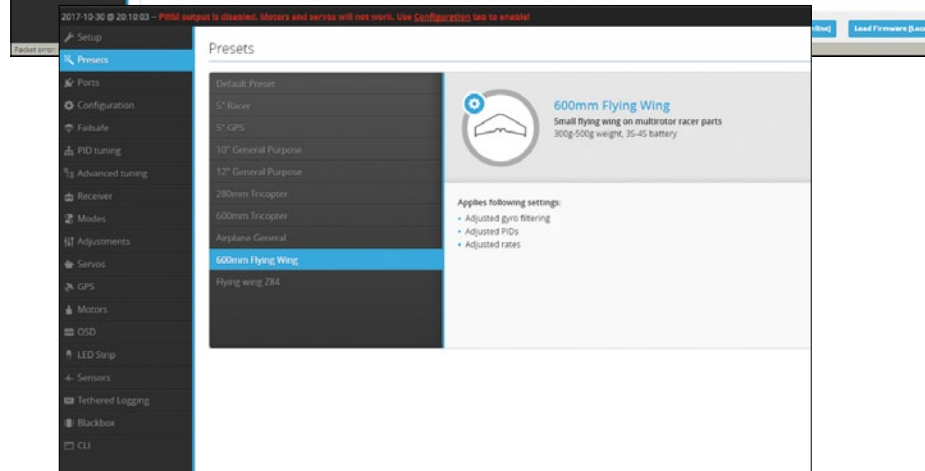 2017-10-30 @ 20:10:03 -- PWM output is disabled. Motors and servos will not work. Use Configuration tab to enable!
Load Firmware [Loca
Packet error:
Setup
Presets
Ports
Configuration
Failsafe
PID tuning
Advanced tuning
Receiver
Modes
Adjustments
Servos
GPS
Motors
OSD
LED Strip
Sensors
Tethered Logging
Blackbox
CLI
Presets
Default Preset
5" Racer
5" GPS
10" General Purpose
12" General Purpose
280mm Tricopter
600mm Tricopter
Airplane General
600mm Flying Wing
Flying wing Z84
600mm Flying Wing
Small flying wing on multirotor racer parts
300g-500g weight, 3S-4S battery
Applies following settings:
• Adjusted gyro filtering
• Adjusted PIDs
• Adjusted rates